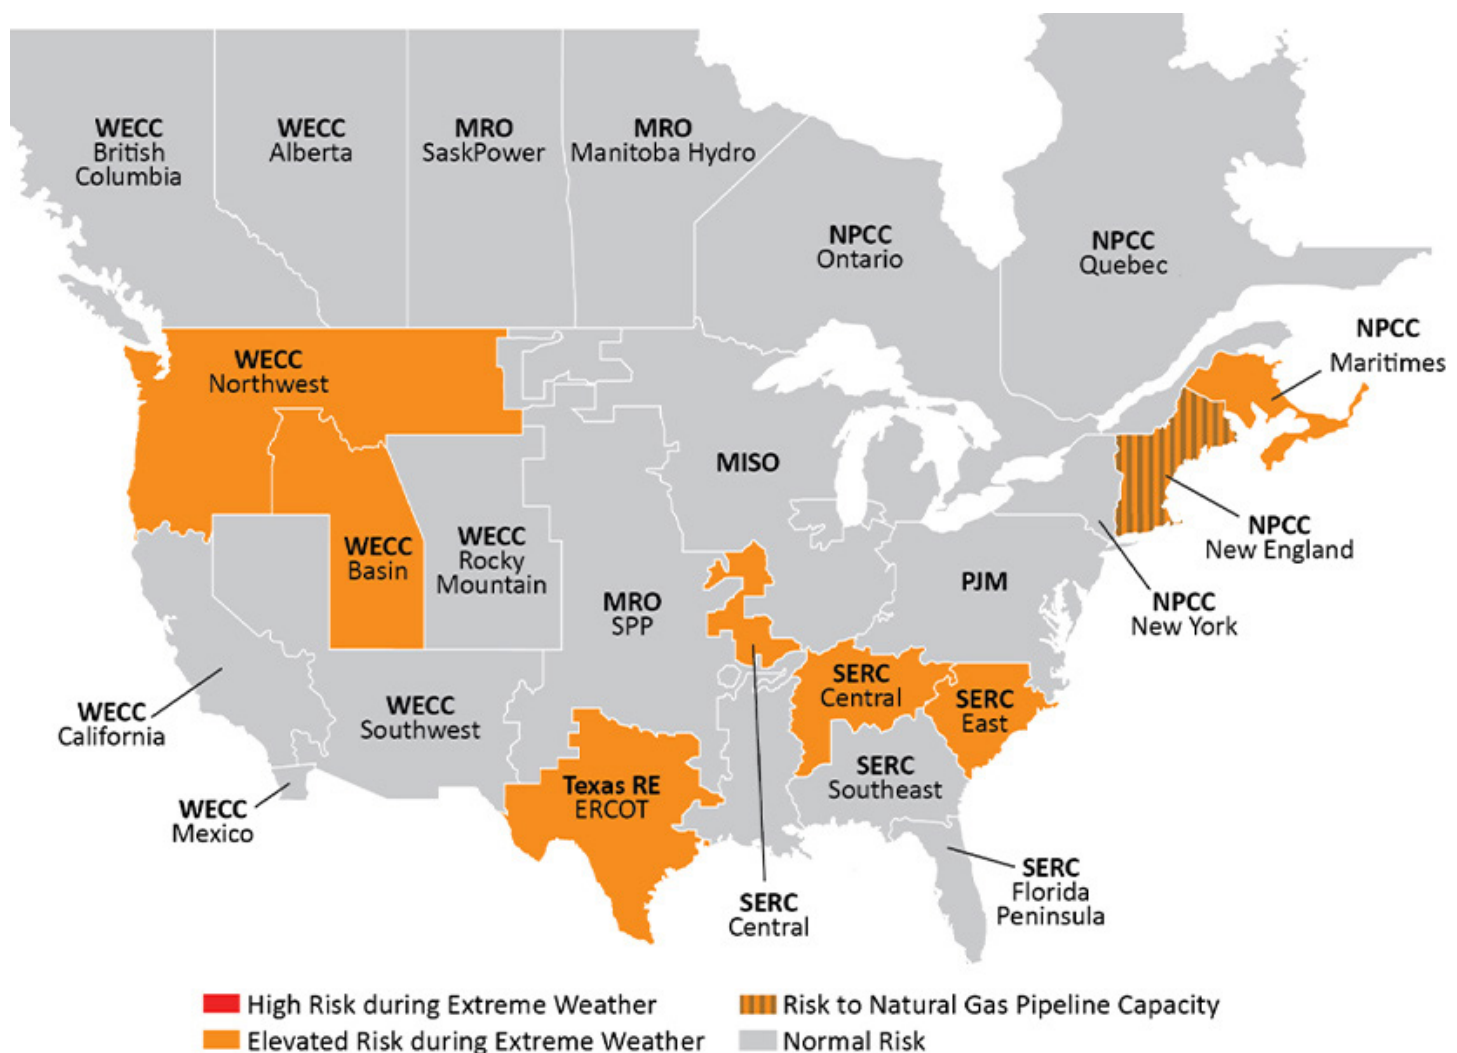 WECC
British
Columbia
WECC
Alberta
MRO
SaskPower
MRO
Manitoba Hydro
NPCC
Ontario
NPCC
Quebec
NPCC
Maritimes
WECC
Northwest
MISO
WECC
Basin
WECC
Rocky
Mountain
MRO
SPP
PJM
NPCC
New England
NPCC
New York
WECC
California
WECC
Southwest
SERC
Central
SERC
East
WECC
Mexico
Texas RE
ERCOT
SERC
Southeast
SERC
Central
SERC
Florida
Peninsula
High Risk during Extreme Weather
Elevated Risk during Extreme Weather
Risk to Natural Gas Pipeline Capacity
Normal Risk